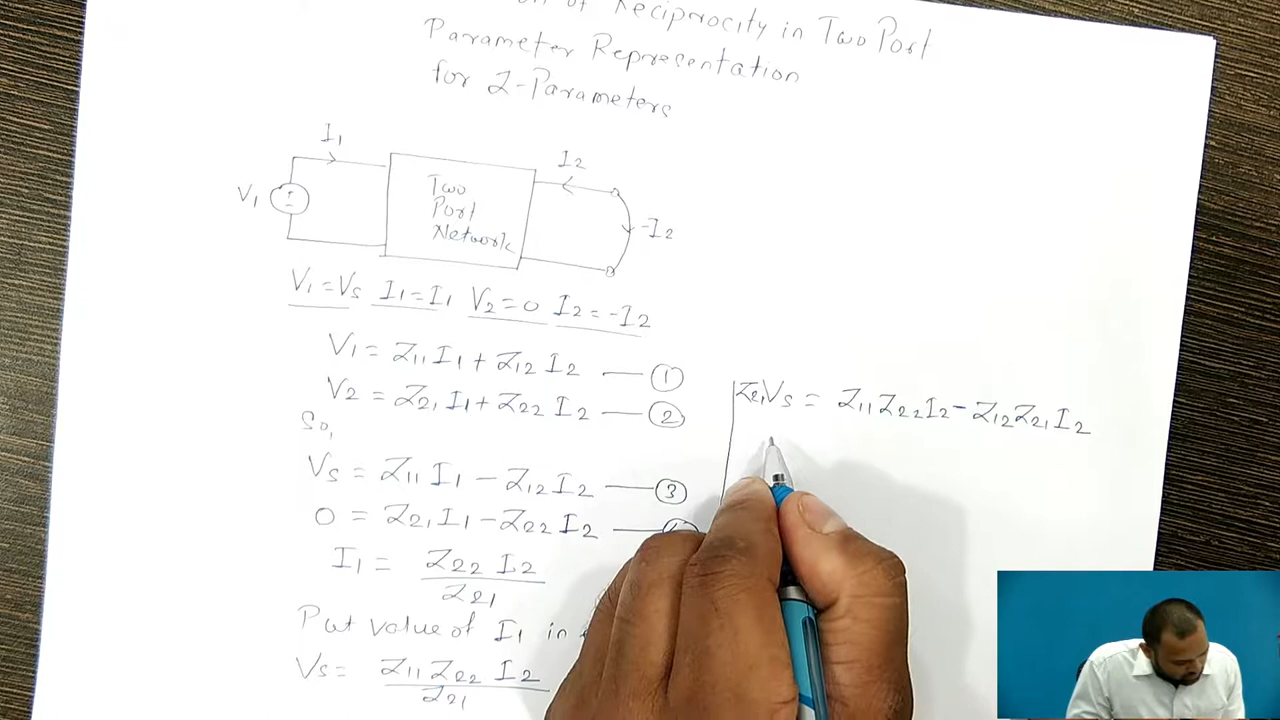 of Reciprocity in Two Port
Parameter Representation
for Z-Parameters
I1
I2
V1
Two
Port
Network
-I2
V1=Vs I1=I1 V2=0 I2=-I2
V1 = Z11 I1 + Z12 I2 — 1
V2 = Z21 I1 + Z22 I2 — 2
So,
Vs = Z11 I1 - Z12 I2 — 3
0 = Z21 I1 - Z22 I2 —
I1 = Z22 I2 / Z21
Put value of I1 in
Vs = Z11 Z22 I2 / Z21
Z21Vs = Z11 Z22 I2 - Z12 Z21 I2